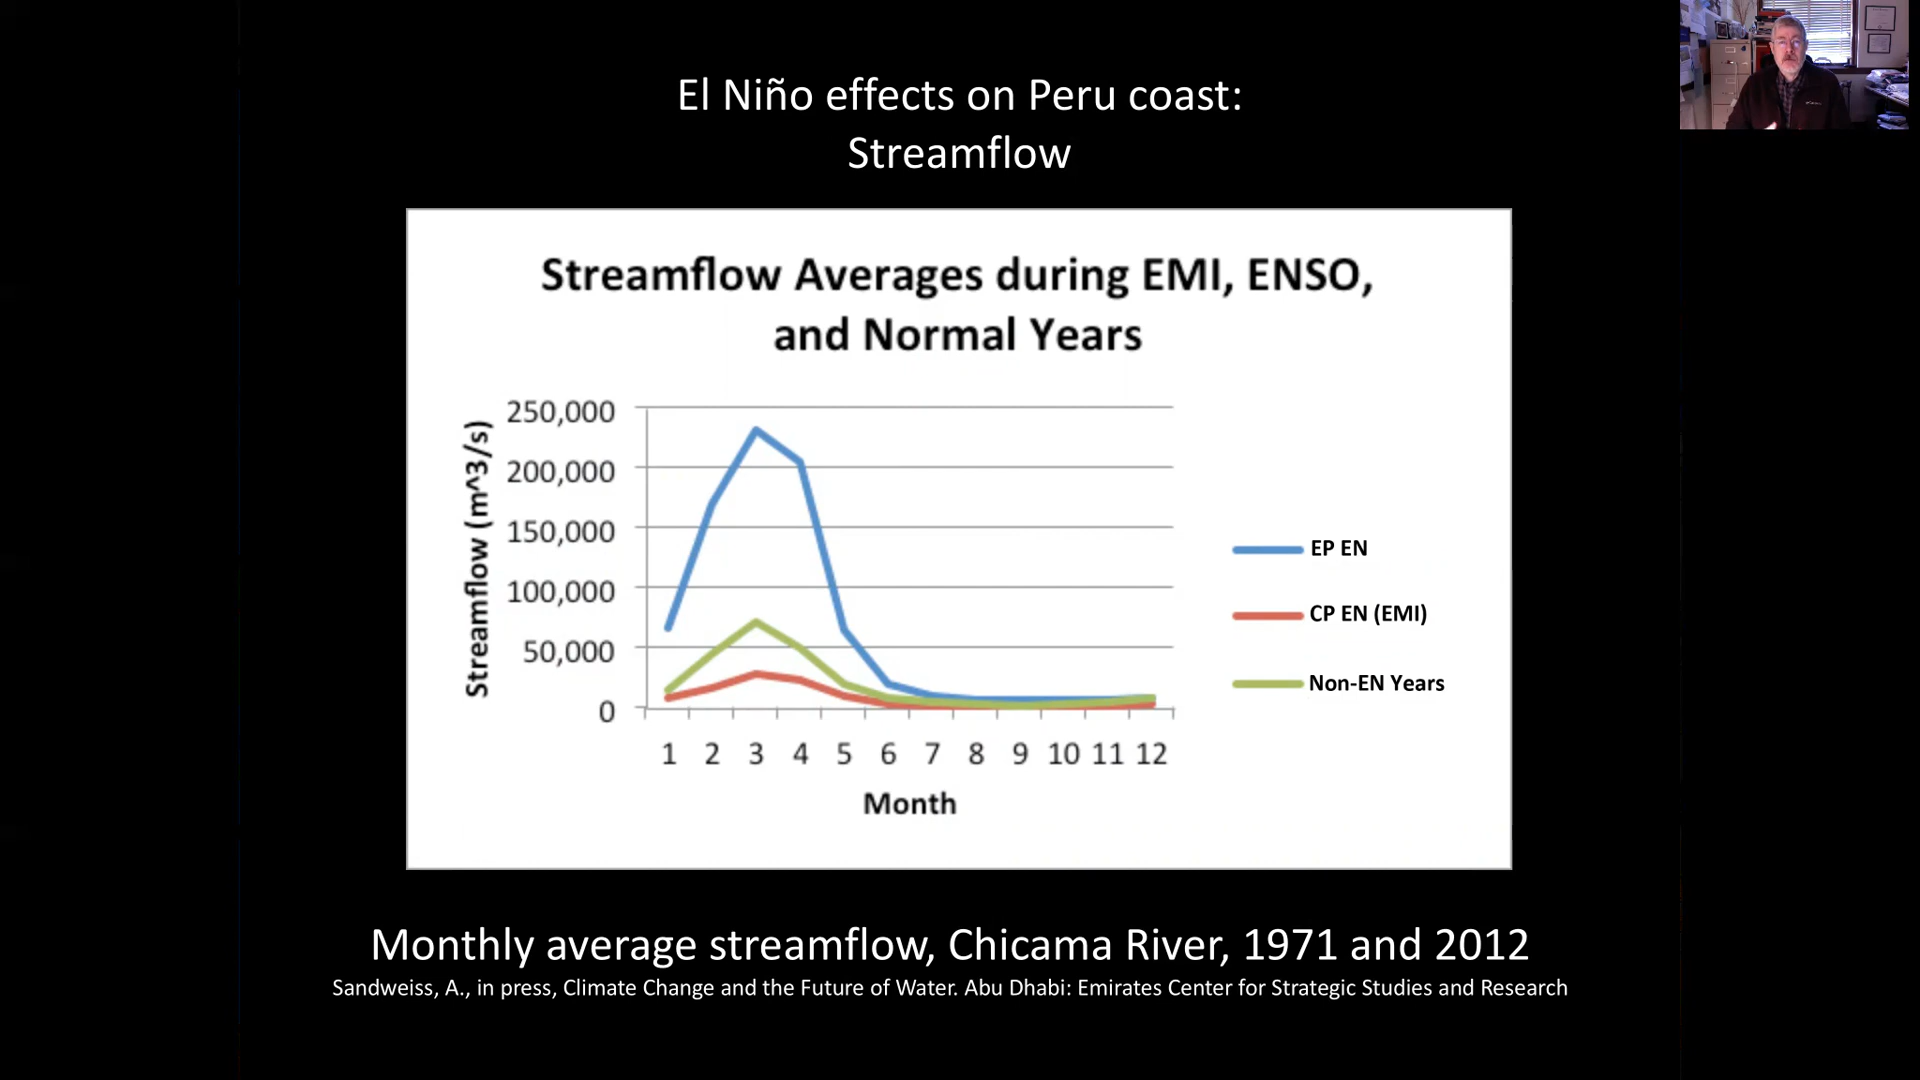 El Niño effects on Peru coast:
Streamflow
Streamflow Averages during EMI, ENSO,
and Normal Years
Streamflow (m^3/s)
250,000
200,000
150,000
100,000
50,000
0
1 2 3 4 5 6 7 8 9 10 11 12
Month
EP EN
CP EN (EMI)
Non-EN Years
Monthly average streamflow, Chicama River, 1971 and 2012
Sandweiss, A., in press, Climate Change and the Future of Water. Abu Dhabi: Emirates Center for Strategic Studies and Research